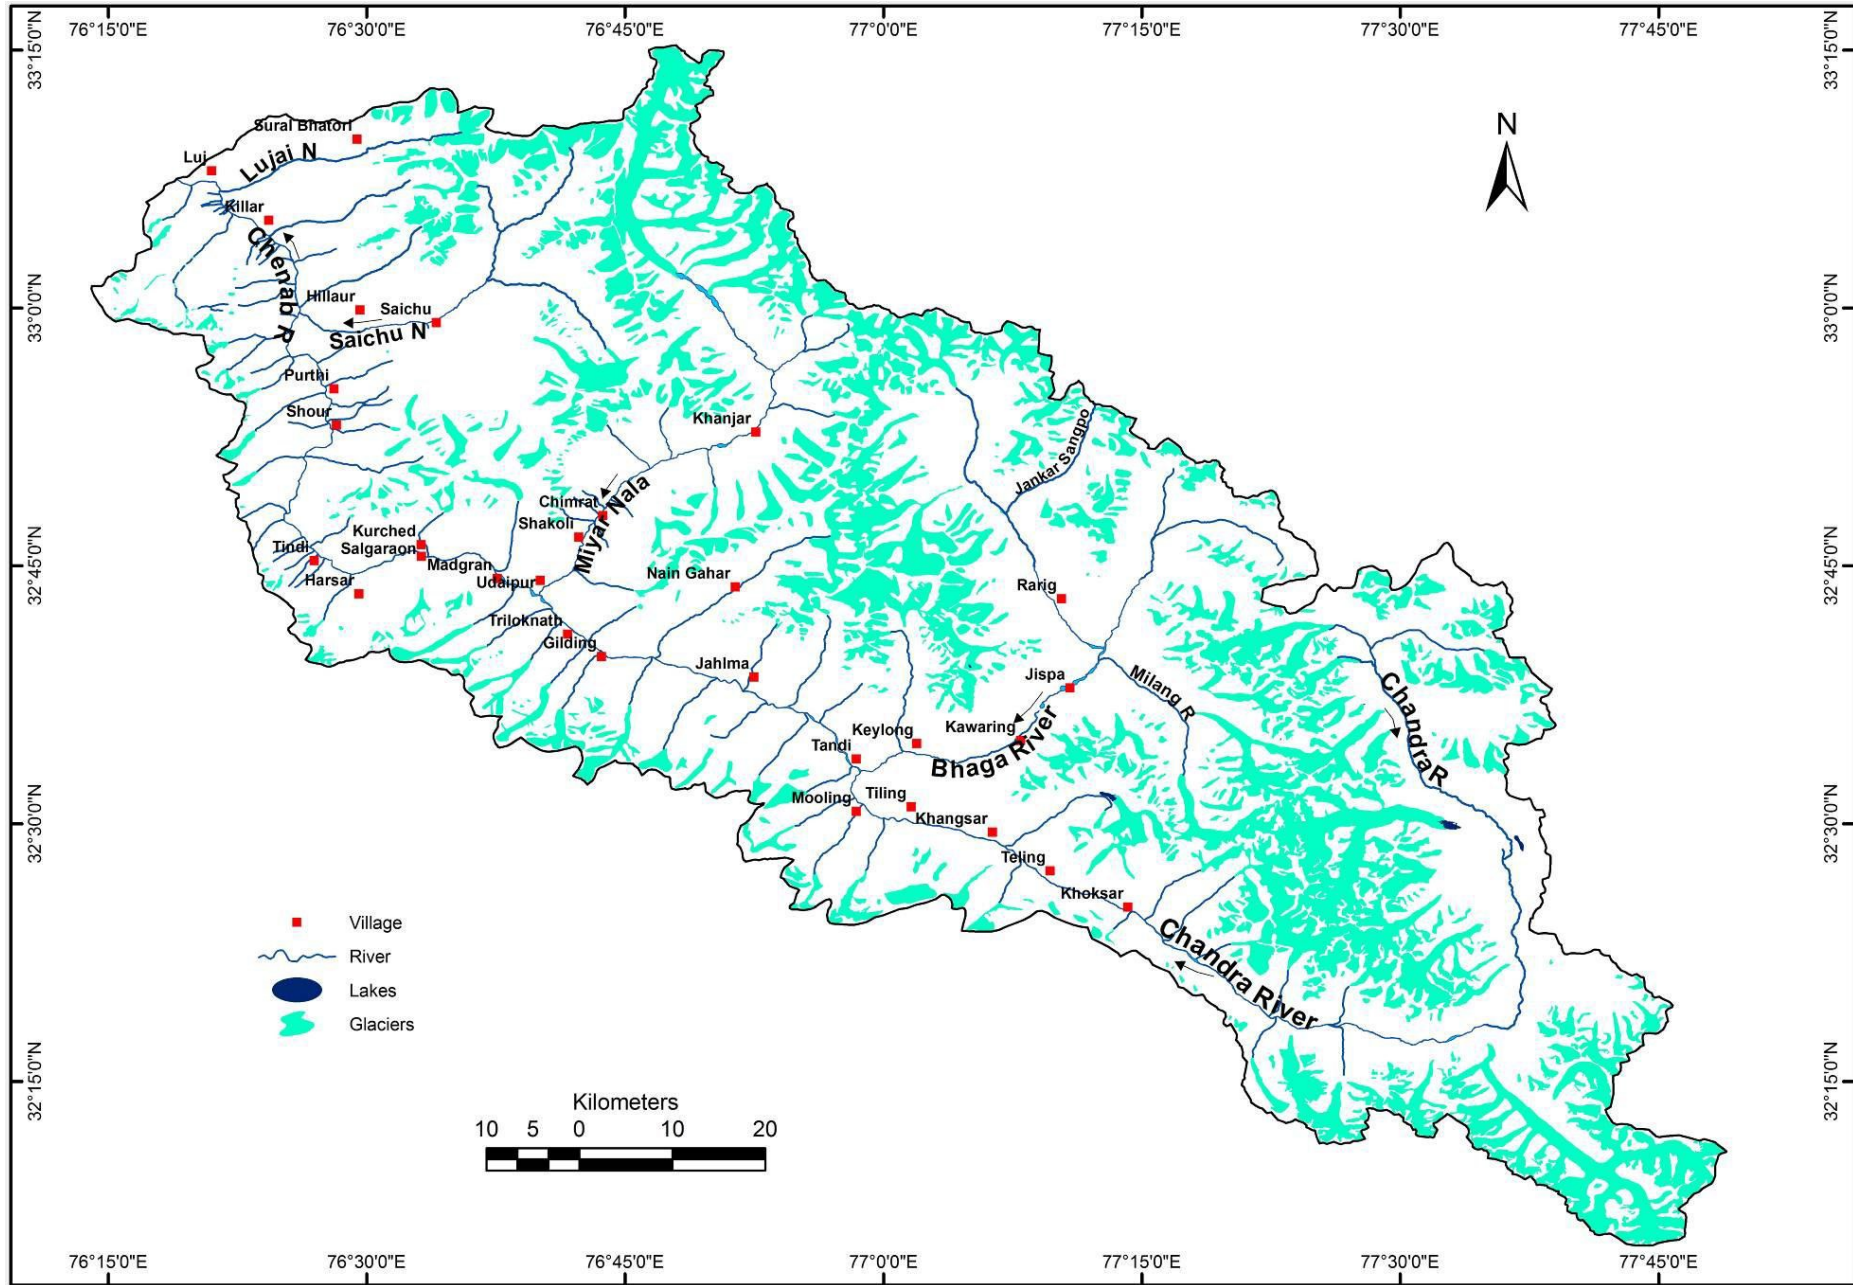 76°15'0"E
76°30'0"E
76°45'0"E
77°0'0"E
77°15'0"E
77°30'0"E
77°45'0"E
33°15'0"N
33°15'0"N
N
Sural Bhatori
Lujai N
Luj
Killar
Chenab R
33°0'0"N
33°0'0"N
Hillaur
Saichu
Saichu N
Purthi
Shour
Khanjar
Jankar Sangpo
Chimrat
Miyar Nala
Shakoli
Kurched
Salgaraon
Tindi
Madgran
Harsar
Udaipur
Nain Gahar
Rarig
32°45'0"N
32°45'0"N
Triloknath
Gilding
Jahlma
Jispa
Milang R
Chandra R
Kawaring
Keylong
Tandi
Bhaga River
Mooling
Tiling
Khangsar
32°30'0"N
32°30'0"N
Teling
Khoksar
Chandra River
Village
River
Lakes
Glaciers
32°15'0"N
32°15'0"N
Kilometers
10 5 0 10 20
76°15'0"E
76°30'0"E
76°45'0"E
77°0'0"E
77°15'0"E
77°30'0"E
77°45'0"E